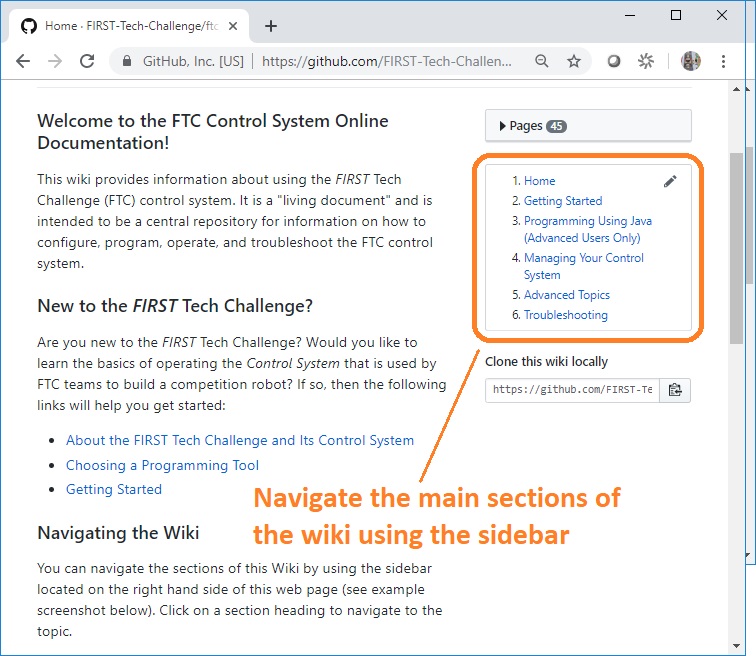 Home · FIRST-Tech-Challenge/ftc
GitHub, Inc. [US] | https://github.com/FIRST-Tech-Challen...
Welcome to the FTC Control System Online
Documentation!
This wiki provides information about using the FIRST Tech
Challenge (FTC) control system. It is a "living document" and is
intended to be a central repository for information on how to
configure, program, operate, and troubleshoot the FTC control
system.
New to the FIRST Tech Challenge?
Are you new to the FIRST Tech Challenge? Would you like to
learn the basics of operating the Control System that is used by
FTC teams to build a competition robot? If so, then the following
links will help you get started:
• About the FIRST Tech Challenge and Its Control System
• Choosing a Programming Tool
• Getting Started
Navigating the Wiki
You can navigate the sections of this Wiki by using the sidebar
located on the right hand side of this web page (see example
screenshot below). Click on a section heading to navigate to the
topic.
Pages 45
1. Home
2. Getting Started
3. Programming Using Java
(Advanced Users Only)
4. Managing Your Control
System
5. Advanced Topics
6. Troubleshooting
Clone this wiki locally
https://github.com/FIRST-Te
Navigate the main sections of
the wiki using the sidebar